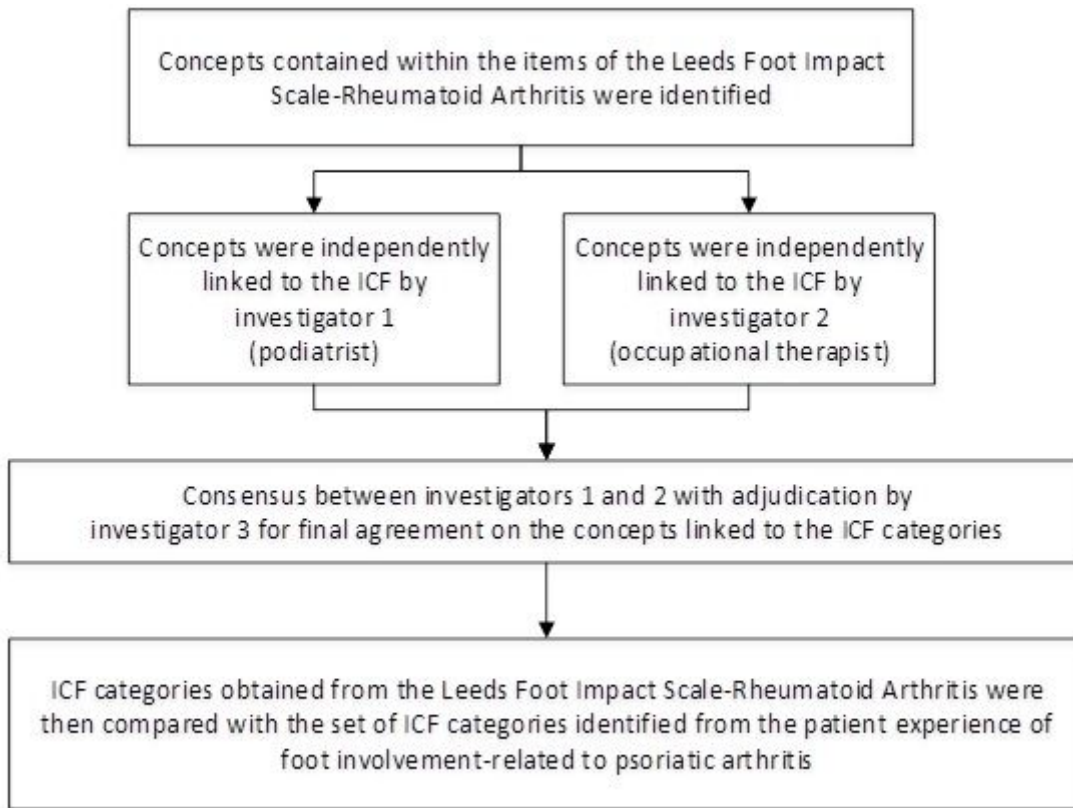 Concepts contained within the items of the Leeds Foot Impact
Scale-Rheumatoid Arthritis were identified
Concepts were independently
linked to the ICF by
investigator 1
(podiatrist)
Concepts were independently
linked to the ICF by
investigator 2
(occupational therapist)
Consensus between investigators 1 and 2 with adjudication by
investigator 3 for final agreement on the concepts linked to the ICF categories
ICF categories obtained from the Leeds Foot Impact Scale-Rheumatoid Arthritis were
then compared with the set of ICF categories identified from the patient experience of
foot involvement-related to psoriatic arthritis